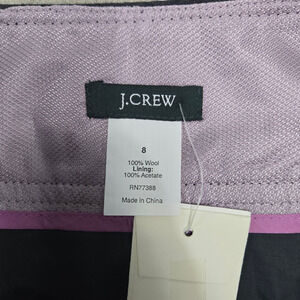 J.CREW
8
100% Wool
Lining:
100% Acetate
RN77388
Made in China